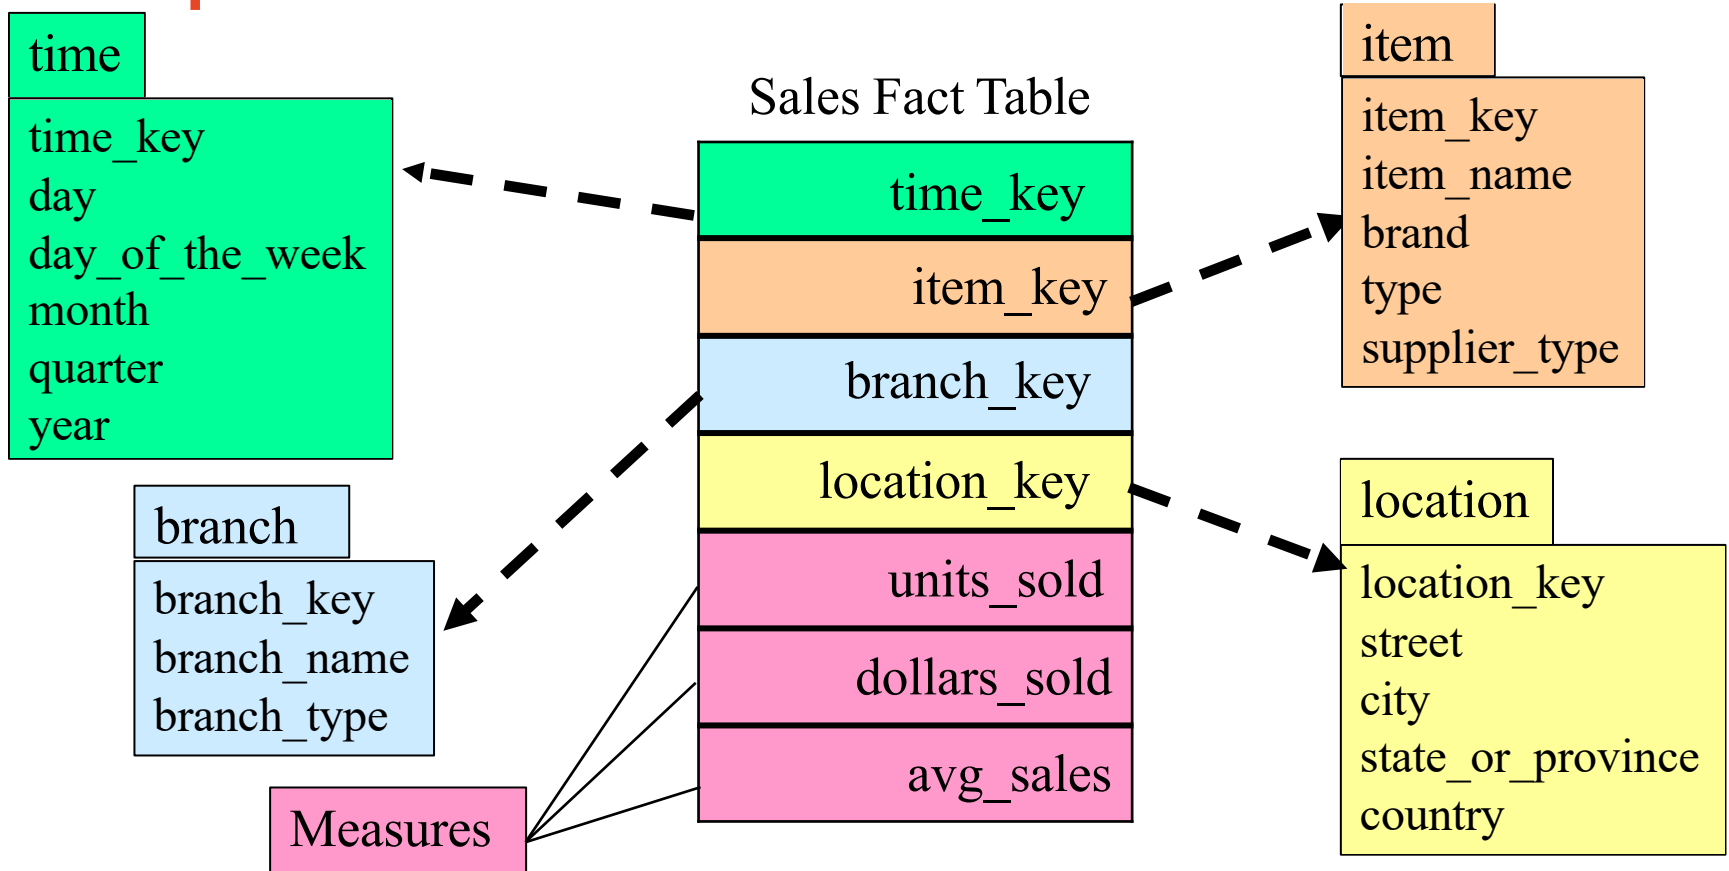 time
time_key
day
day_of_the_week
month
quarter
year
branch
branch_key
branch_name
branch_type
Measures
Sales Fact Table
time_key
item_key
branch_key
location_key
units_sold
dollars_sold
avg_sales
item
item_key
item_name
brand
type
supplier_type
location
location_key
street
city
state_or_province
country